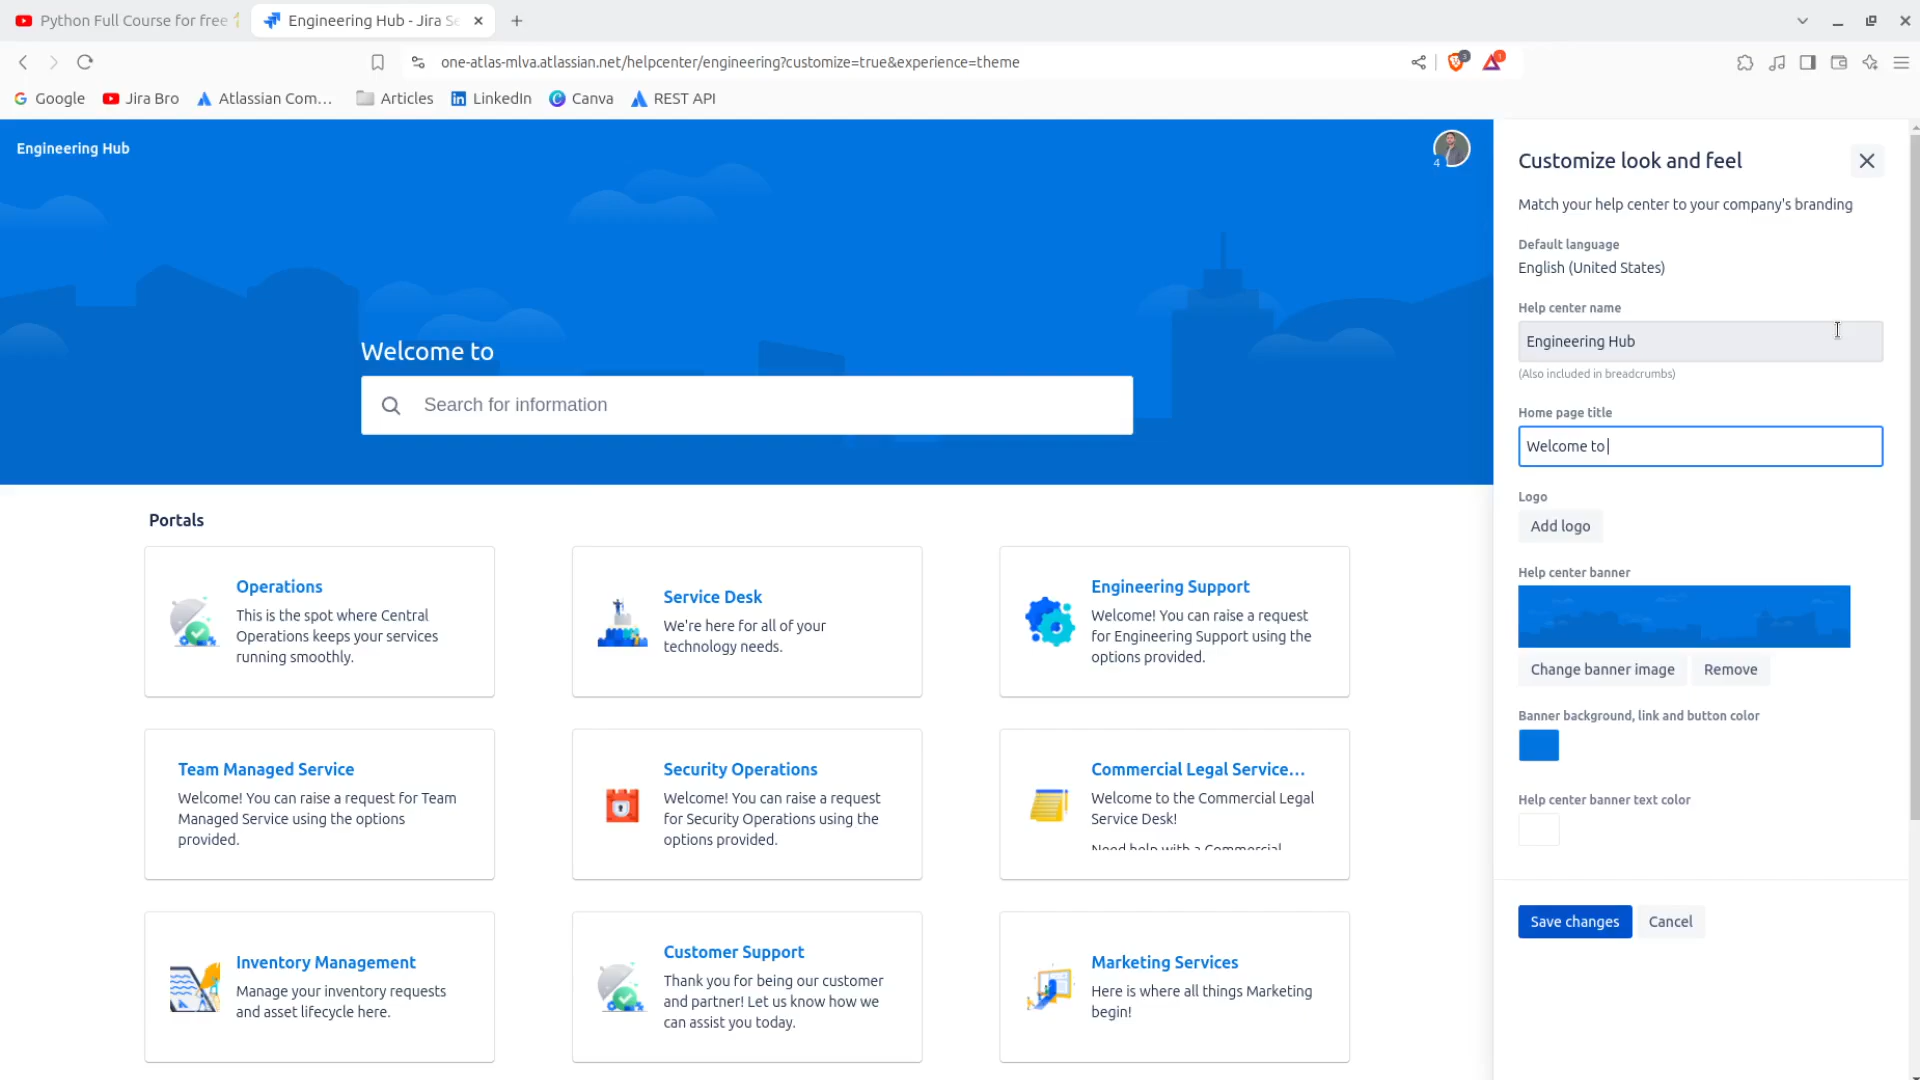 Python Full Course for free
Engineering Hub - Jira Se
one-atlas-mlva.atlassian.net/helpcenter/engineering?customize=true&experience=theme
3
1
Google
Jira Bro
Atlassian Com...
Articles
LinkedIn
Canva
REST API
Engineering Hub
4
Welcome to
Search for information
Portals
Operations
This is the spot where Central
Operations keeps your services
running smoothly.
Service Desk
We're here for all of your
technology needs.
Engineering Support
Welcome! You can raise a request
for Engineering Support using the
options provided.
Team Managed Service
Welcome! You can raise a request for Team
Managed Service using the options
provided.
Security Operations
Welcome! You can raise a request
for Security Operations using the
options provided.
Commercial Legal Service...
Welcome to the Commercial Legal
Service Desk!
Need help with a Commercial
Inventory Management
Manage your inventory requests
and asset lifecycle here.
Customer Support
Thank you for being our customer
and partner! Let us know how we
can assist you today.
Marketing Services
Here is where all things Marketing
begin!
Customize look and feel
Match your help center to your company's branding
Default language
English (United States)
Help center name
Engineering Hub
(Also included in breadcrumbs)
Home page title
Welcome to
Logo
Add logo
Help center banner
Change banner image
Remove
Banner background, link and button color
Help center banner text color
Save changes
Cancel